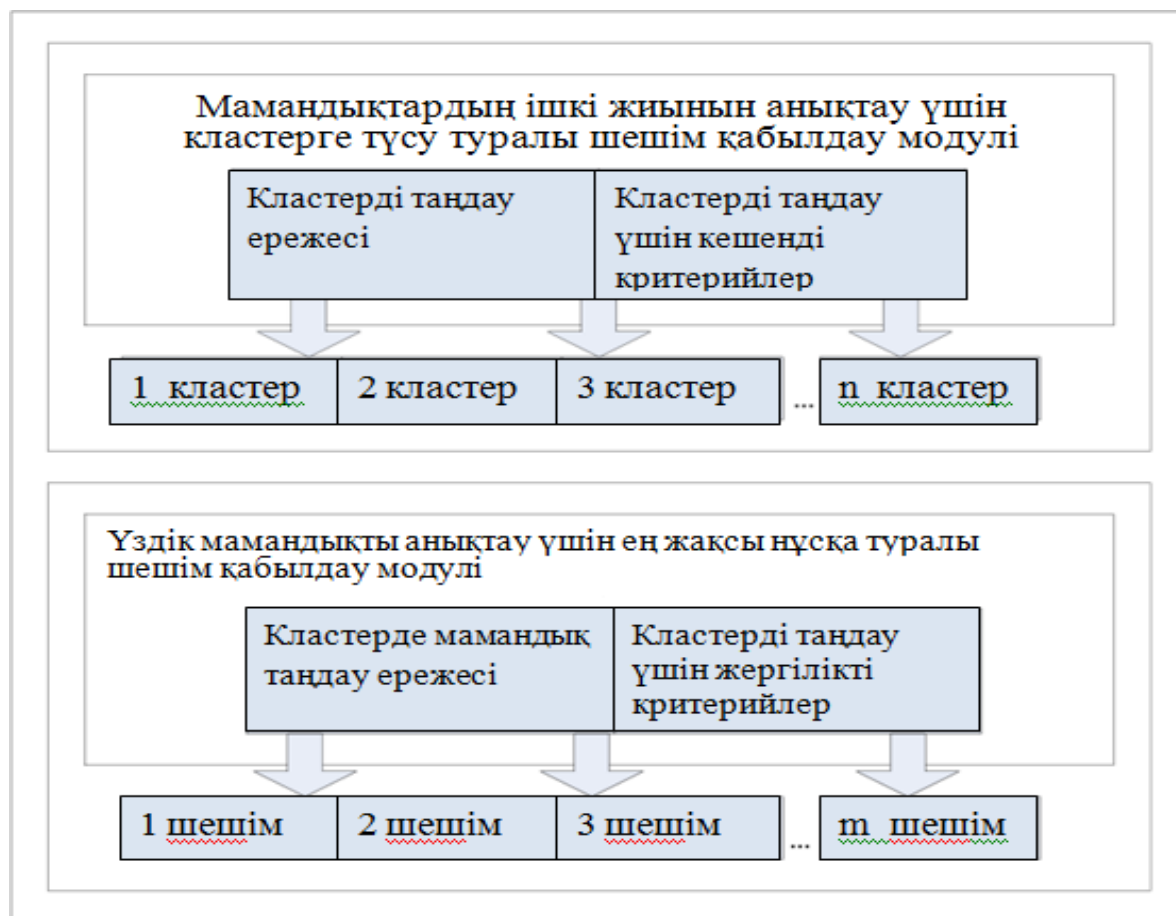 Мамандықтардың ішкі жиынын анықтау үшін
кластерге түсу туралы шешім қабылдау модулі
Кластерді таңдау
ережесі
Кластерді таңдау
үшін кешенді
критерийлер
1 кластер
2 кластер
3 кластер
...
n кластер
Үздік мамандықты анықтау үшін ең жақсы нұсқа туралы
шешім қабылдау модулі
Кластерде мамандық
таңдау ережесі
Кластерді таңдау
үшін жергілікті
критерийлер
1 шешім
2 шешім
3 шешім
...
m шешім